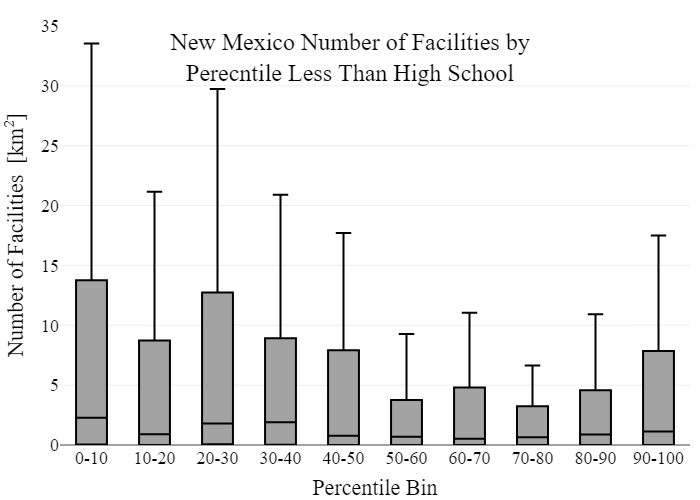 New Mexico Number of Facilities by
Perecntile Less Than High School
Number of Facilities [km²]
35
30
25
20
15
10
5
0
0-10 10-20 20-30 30-40 40-50 50-60 60-70 70-80 80-90 90-100
Percentile Bin